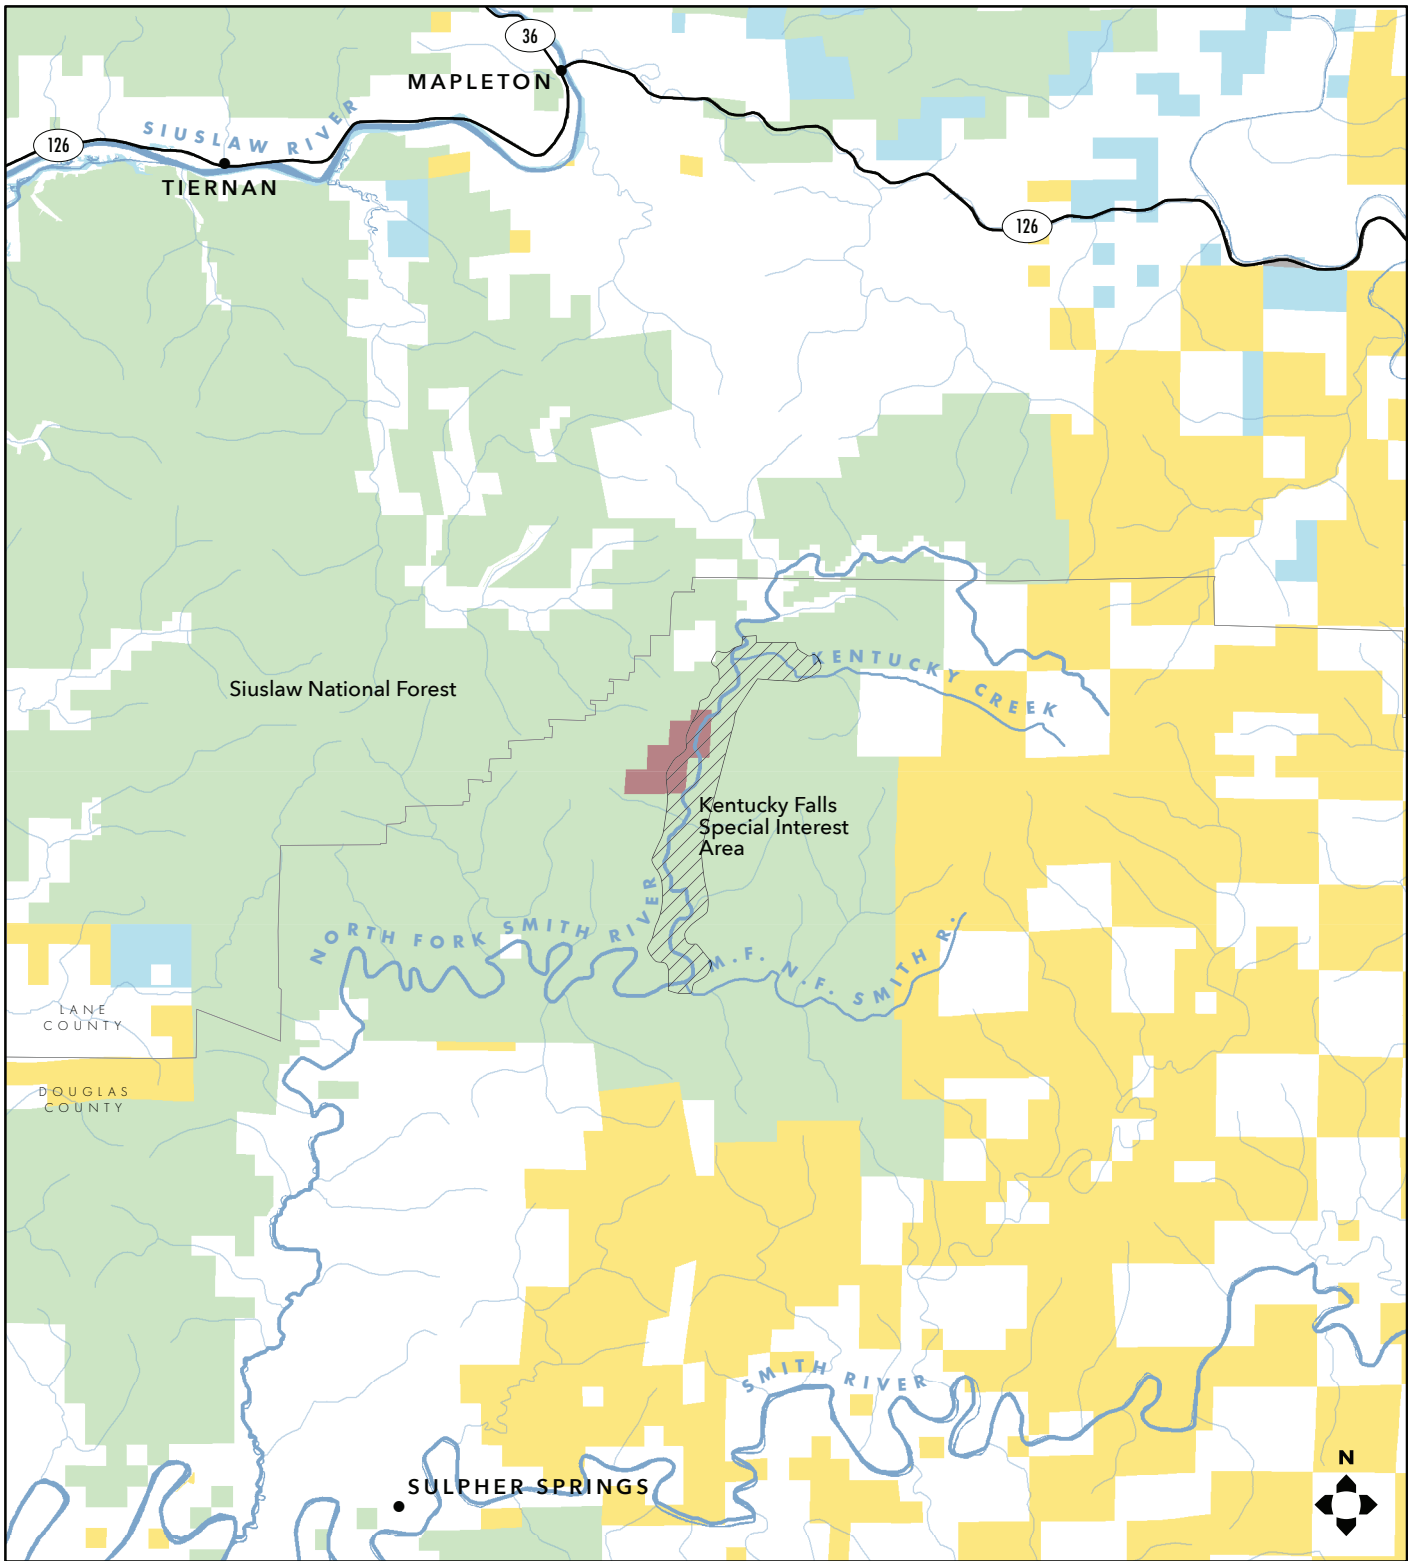 36
MAPLETON
SIUSLAW RIVER
126
TIERNAN
126
KENTUCKY CREEK
Siuslaw National Forest
Kentucky Falls
Special Interest
Area
NORTH FORK SMITH RIVER
M.F. N.F. SMITH R.
LANE
COUNTY
DOUGLAS
COUNTY
SMITH RIVER
SULPHER SPRINGS
N